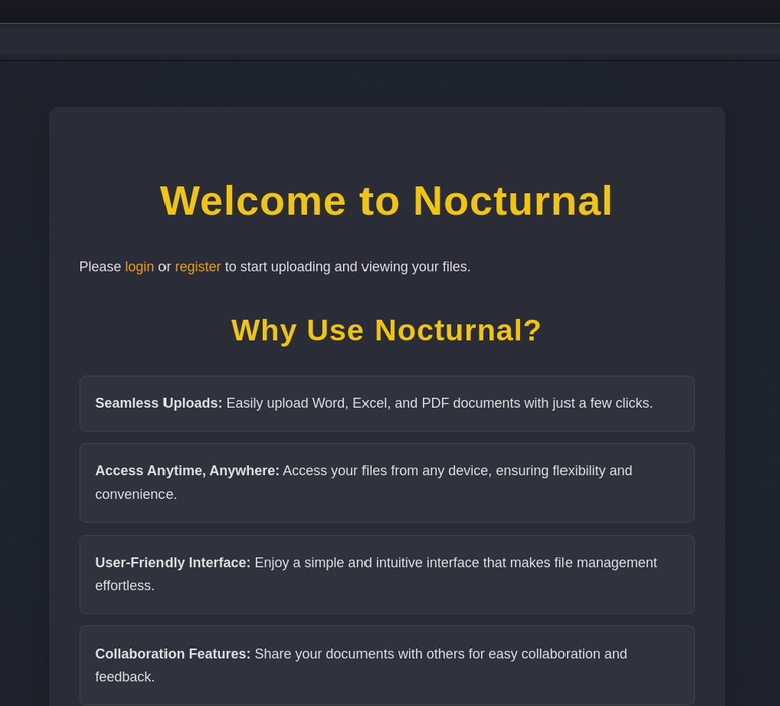 Welcome to Nocturnal
Please login or register to start uploading and viewing your files.
Why Use Nocturnal?
Seamless Uploads: Easily upload Word, Excel, and PDF documents with just a few clicks.
Access Anytime, Anywhere: Access your files from any device, ensuring flexibility and
convenience.
User-Friendly Interface: Enjoy a simple and intuitive interface that makes file management
effortless.
Collaboration Features: Share your documents with others for easy collaboration and
feedback.